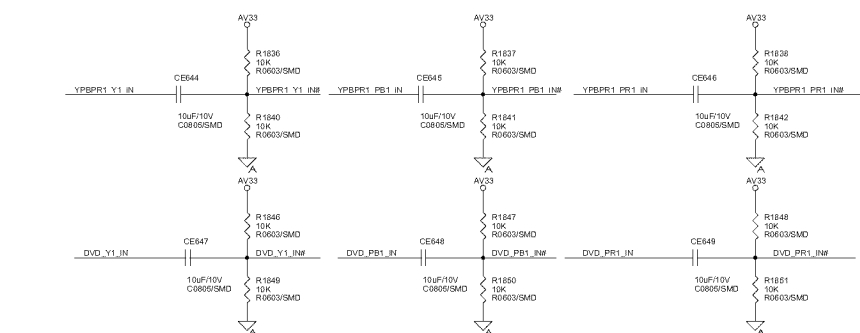 AV33 AV33 AV33
R1836 R1837 R1838
10K 10K 10K
R0603/SMD R0603/SMD R0603/SMD
CE644 CE645 CE646
YPBPR1_Y1_IN YPBPR1_Y1_IN# YPBPR1_PB1_IN YPBPR1_PB1_IN# YPBPR1_PR1_IN YPBPR1_PR1_IN#
10uF/10V R1840 10uF/10V R1841 10uF/10V R1842
C0805/SMD 10K C0805/SMD 10K C0805/SMD 10K
R0603/SMD R0603/SMD R0603/SMD
A A A
AV33 AV33 AV33
R1846 R1847 R1848
10K 10K 10K
R0603/SMD R0603/SMD R0603/SMD
CE647 CE648 CE649
DVD_Y1_IN DVD_Y1_IN# DVD_PB1_IN DVD_PB1_IN# DVD_PR1_IN DVD_PR1_IN#
10uF/10V R1849 10uF/10V R1850 10uF/10V R1851
C0805/SMD 10K C0805/SMD 10K C0805/SMD 10K
R0603/SMD R0603/SMD R0603/SMD
A A A